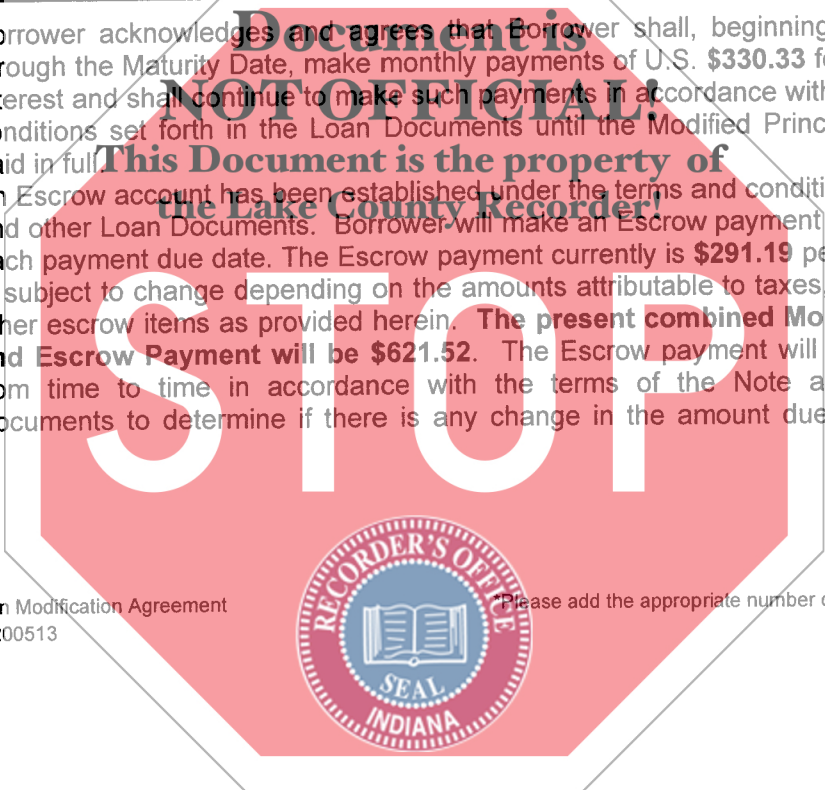 orrower acknowledges and agrees that Borrower shall, beginning
Document is
rough the Maturity Date, make monthly payments of U.S. $330.33 f
terest and shall continue to make such payments in accordance with
NOT OFFICIAL!
onditions set forth in the Loan Documents until the Modified Princ
id in full
This Document is the property of
n Escrow account has been established under the terms and conditi
the Lake County Recorder!
d other Loan Documents. Borrower will make an Escrow payment
ach payment due date. The Escrow payment currently is $291.19 pe
subject to change depending on the amounts attributable to taxes,
her escrow items as provided herein. The present combined Mo
nd Escrow Payment will be $621.52. The Escrow payment will
om time to time in accordance with the terms of the Note a
ocuments to determine if there is any change in the amount due
STOP
n Modification Agreement
*Please add the appropriate number
00513
RECORDER'S OFFICE
SEAL
INDIANA